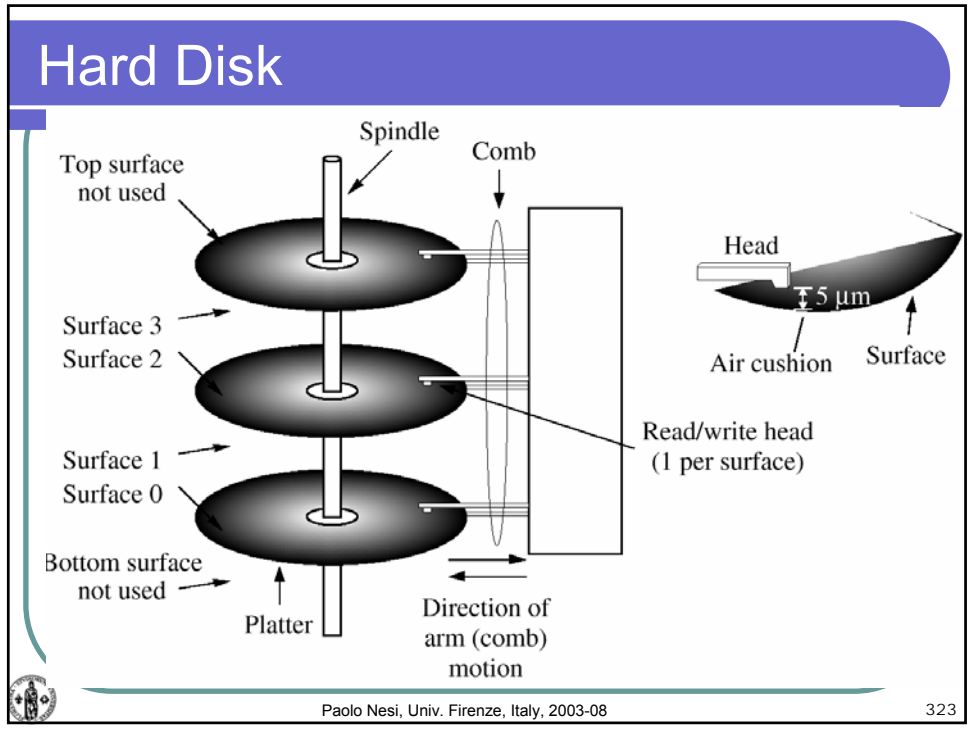 Hard Disk
Spindle
Comb
Top surface
not used
Head
5 μm
Surface 3
Surface 2
Air cushion
Surface
Read/write head
(1 per surface)
Surface 1
Surface 0
Bottom surface
not used
Platter
Direction of
arm (comb)
motion
Paolo Nesi, Univ. Firenze, Italy, 2003-08
323